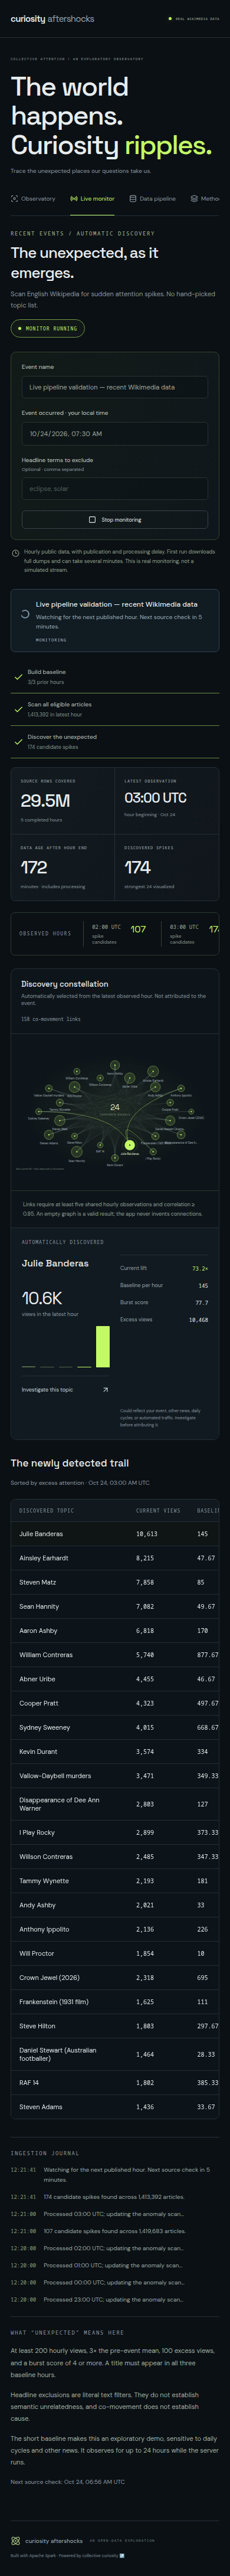 curiosity aftershocks
REAL WIKIMEDIA DATA
COLLECTIVE ATTENTION / AN EXPLORATORY OBSERVATORY
The world
happens.
Curiosity ripples.
Trace the unexpected places our questions take us.
Observatory
Live monitor
Data pipeline
RECENT EVENTS / AUTOMATIC DISCOVERY
The unexpected, as it
emerges.
Scan English Wikipedia for sudden attention spikes. No hand-picked
topic list.
MONITOR RUNNING
Event name
Live pipeline validation — recent Wikimedia data
Event occurred · your local time
10/24/2026, 07:30 AM
Headline terms to exclude
Optional · comma separated
eclipse, solar
Stop monitoring
Hourly public data, with publication and processing delay. First run downloads
full dumps and can take several minutes. This is real monitoring, not a
simulated stream.
Live pipeline validation — recent Wikimedia data
Watching for the next published hour. Next source check in 5
minutes.
MONITORING
Build baseline
3/3 prior hours
Scan all eligible articles
1,413,392 in latest hour
Discover the unexpected
174 candidate spikes
SOURCE ROWS COVERED
29.5M
5 completed hours
LATEST OBSERVATION
03:00 UTC
hour beginning · Oct 24
DATA AGE AFTER HOUR END
172
minutes · includes processing
DISCOVERED SPIKES
174
strongest 24 visualized
OBSERVED HOURS
02:00 UTC
spike
candidates
107
03:00 UTC
spike
candidates
Discovery constellation
Automatically selected from the latest observed hour. Not attributed to the
event.
158 co-movement links
24
Julie Banderas
Links require at least five shared hourly observations and correlation ≥
0.85. An empty graph is a valid result; the app never invents connections.
AUTOMATICALLY DISCOVERED
Julie Banderas
10.6K
views in the latest hour
Investigate this topic
Current lift 73.2×
Baseline per hour 145
Burst score 77.7
Excess views 10,468
Could reflect your event, other news, daily
cycles, or automated traffic. Investigate
before attributing it.
The newly detected trail
Sorted by excess attention · Oct 24, 03:00 AM UTC
DISCOVERED TOPIC CURRENT VIEWS
Julie Banderas 10,613 145
Ainsley Earhardt 8,215 47.67
Steven Matz 7,858 85
Sean Hannity 7,082 49.67
Aaron Ashby 6,818 170
William Contreras 5,740 877.67
Abner Uribe 4,455 46.67
Cooper Pratt 4,323 497.67
Sydney Sweeney 4,015 668.67
Kevin Durant 3,574 334
Vallow–Daybell murders 3,471 349.33
Disappearance of Dee Ann
Warner 2,803 127
I Play Rocky 2,899 373.33
Willson Contreras 2,485 347.33
Tammy Wynette 2,193 181
Andy Ashby 2,021 33
Anthony Ippolito 2,136 226
Will Proctor 1,854 10
Crown Jewel (2026) 2,318 695
Frankenstein (1931 film) 1,625 111
Steve Hilton 1,803 297.67
Daniel Stewart (Australian
footballer) 1,464 28.33
RAF 14 1,802 385.33
Steven Adams 1,436 33.67
INGESTION JOURNAL
12:21:41 Watching for the next published hour. Next source check in 5
minutes.
12:21:41 174 candidate spikes found across 1,413,392 articles.
12:21:00 Processed 03:00 UTC; updating the anomaly scan…
12:21:00 107 candidate spikes found across 1,419,683 articles.
12:20:00 Processed 02:00 UTC; updating the anomaly scan…
12:20:00 Processed 01:00 UTC; updating the anomaly scan…
12:20:00 Processed 00:00 UTC; updating the anomaly scan…
12:20:00 Processed 23:00 UTC; updating the anomaly scan…
WHAT "UNEXPECTED" MEANS HERE
At least 200 hourly views, 3× the pre-event mean, 100 excess views,
and a burst score of 4 or more. A title must appear in all three
baseline hours.
Headline exclusions are literal text filters. They do not establish
semantic unrelatedness, and co-movement does not establish
cause.
The short baseline makes this an exploratory demo, sensitive to daily
cycles and other news. It observes for up to 24 hours while the server
runs.
Next source check: Oct 24, 06:56 AM UTC
curiosity aftershocks
AN OPEN-DATA EXPLORATION
Built with Apache Spark · Powered by collective curiosity